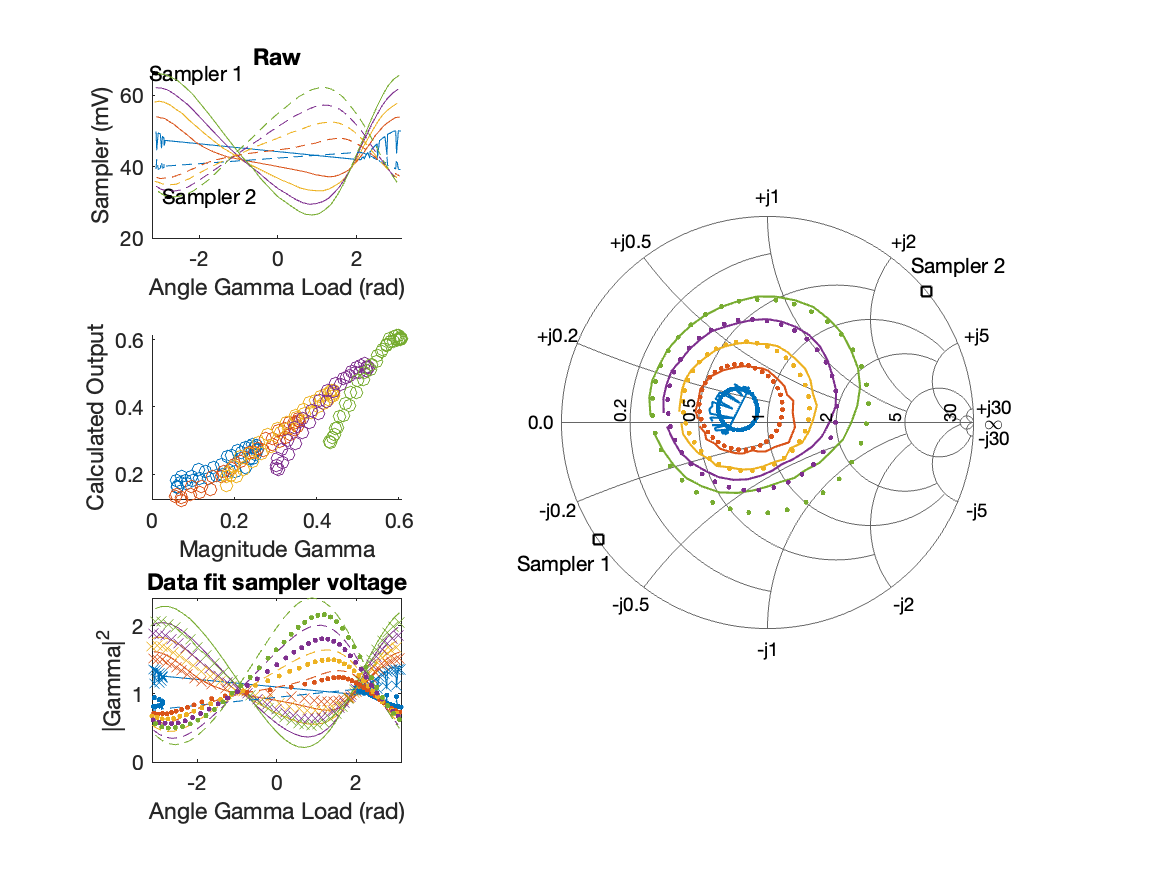 Raw
Sampler 1
60
40
20
Sampler 2
Sampler (mV)
-2
0
2
Angle Gamma Load (rad)
0.6
0.4
0.2
Calculated Output
0
0.2
0.4
0.6
Magnitude Gamma
Data fit sampler voltage
2
1
0
|Gamma|2
-2
0
2
Angle Gamma Load (rad)
+j1
+j0.5
+j2
Sampler 2
+j0.2
+j5
0.0
0.2
0.5
1
2
5
30
+j30
∞
-j30
-j0.2
-j5
Sampler 1
-j0.5
-j2
-j1